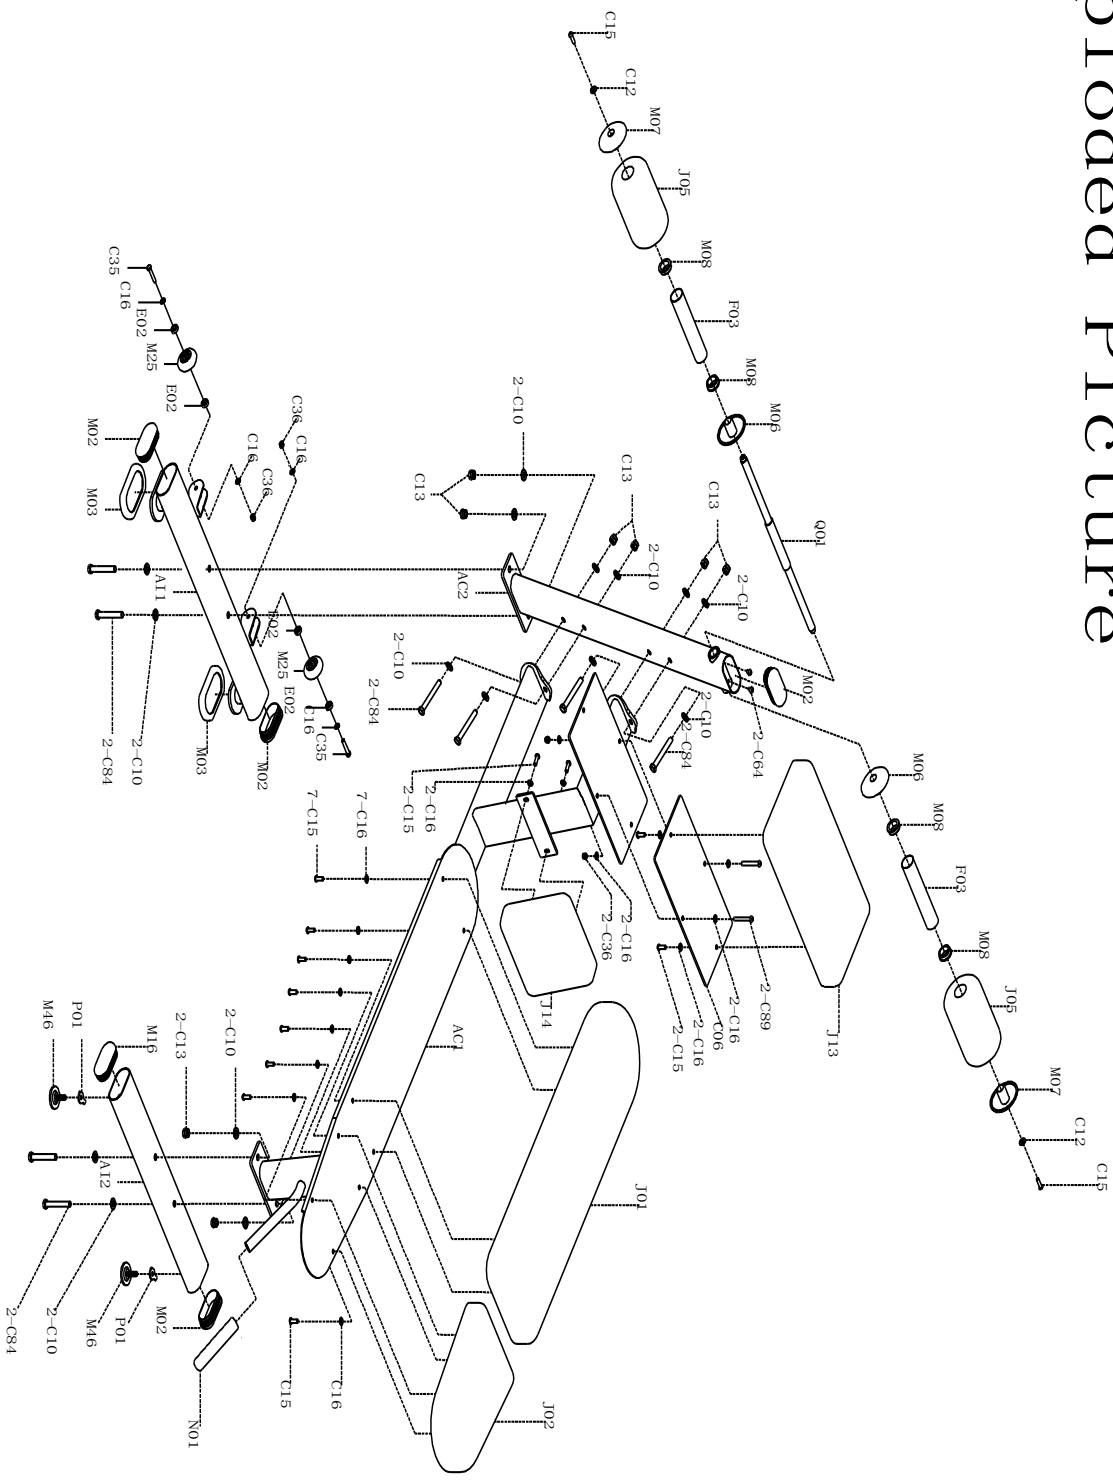 ploded Picture
C15
C12
M07
J05
M08
F03
M08
M06
J13
Q01
M02
M06
2-C89
2-C64
M08
2-C10
2-C16
F03
C06
C13
M08
2-C10
2-C16
2-C84
J05
2-C15
M07
2-C10
J01
C12
C13
2-C16
C15
2-C36
J02
J14
2-C10
AC2
AC1
2-C16
C13
2-C15
2-C10
2-C84
7-C16
C16
C35
7-C15
C16
C16
C36
E02
C15
M25
E02
C36
M02
C16
2-C10
M03
N01
2-C13
E02
M02
AI1
M25
M16
E02
2-C10
C16
P01
C35
2-C84
AI2
M02
M03
M46
P01
2-C10
M46
2-C84